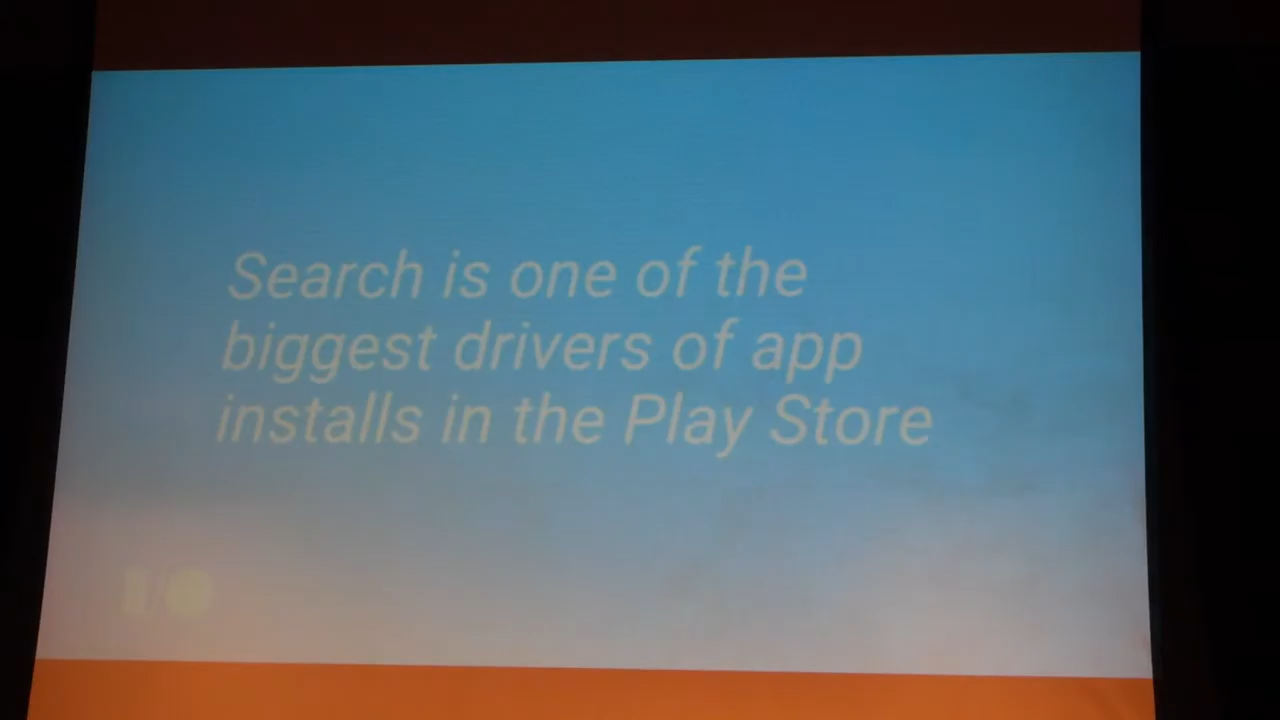 Search is one of the
biggest drivers of app
installs in the Play Store